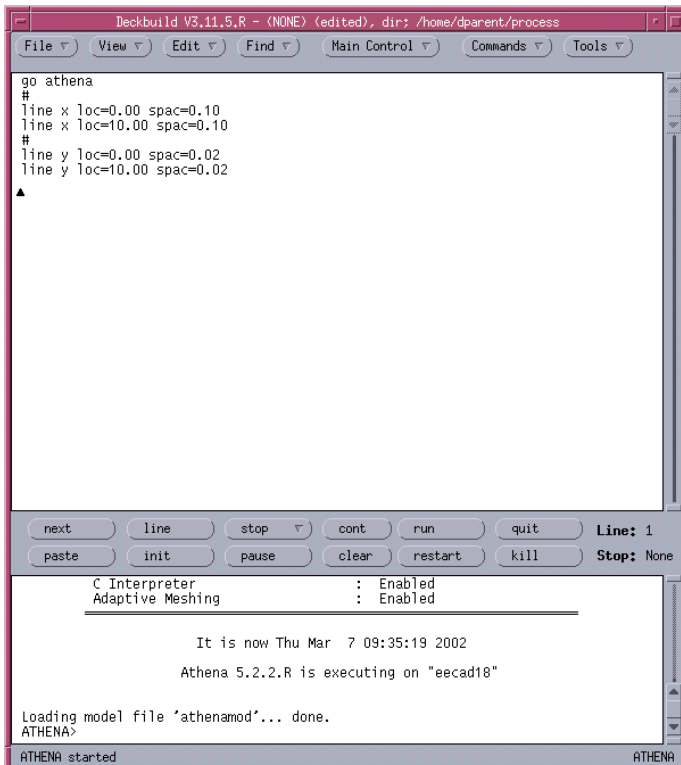 Deckbuild V3.11.5.R - (NONE) (edited), dir; /home/dparent/process
File View Edit Find Main Control Commands Tools
go athena
#
line x loc=0.00 spac=0.10
line x loc=10.00 spac=0.10
#
line y loc=0.00 spac=0.02
line y loc=10.00 spac=0.02
next line stop cont run quit Line: 1
paste init pause clear restart kill Stop: None
C Interpreter : Enabled
Adaptive Meshing : Enabled
It is now Thu Mar 7 09:35:19 2002
Athena 5.2.2.R is executing on "eecad18"
Loading model file 'athenamod'... done.
ATHENA>
ATHENA started ATHENA